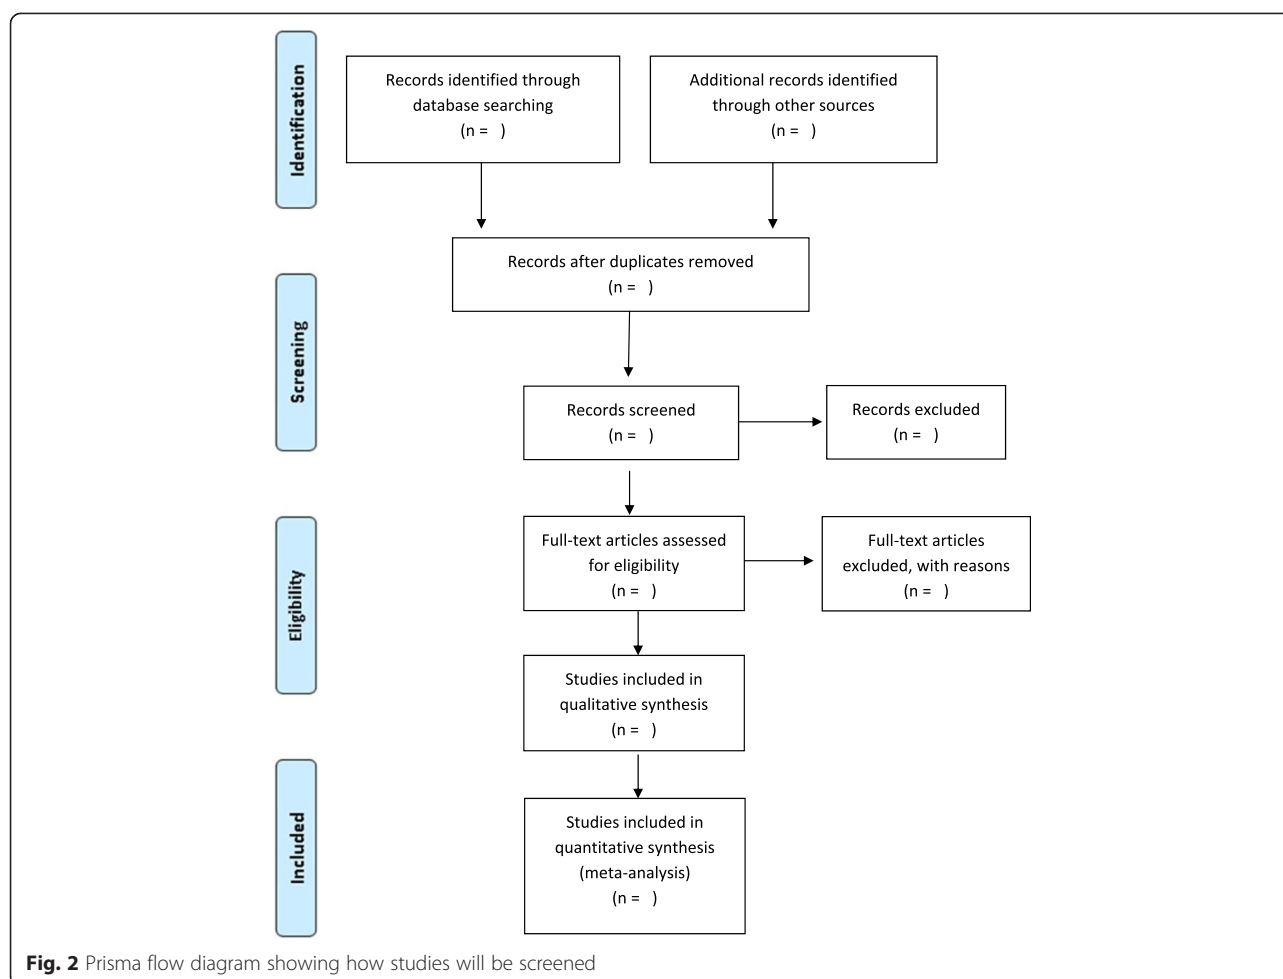 Identification
Records identified through
database searching
(n =   )
Additional records identified
through other sources
(n =   )
Records after duplicates removed
(n =   )
Screening
Records screened
(n =   )
Records excluded
(n =   )
Eligibility
Full-text articles assessed
for eligibility
(n =   )
Full-text articles
excluded, with reasons
(n =   )
Studies included in
qualitative synthesis
(n =   )
Included
Studies included in
quantitative synthesis
(meta-analysis)
(n =   )
Fig. 2 Prisma flow diagram showing how studies will be screened